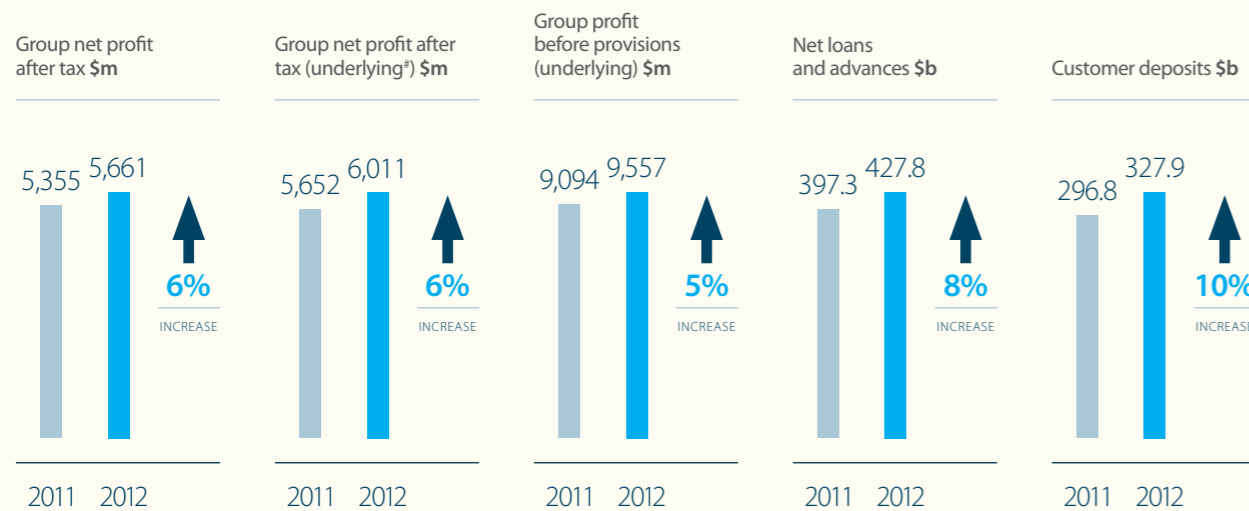 Group net profit
after tax $m
5,355
5,661
6%
INCREASE
2011
2012
Group net profit after
tax (underlying#) $m
5,652
6,011
6%
INCREASE
2011
2012
Group profit
before provisions
(underlying) $m
9,094
9,557
5%
INCREASE
2011
2012
Net loans
and advances $b
397.3
427.8
8%
INCREASE
2011
2012
Customer deposits $b
296.8
327.9
10%
INCREASE
2011
2012